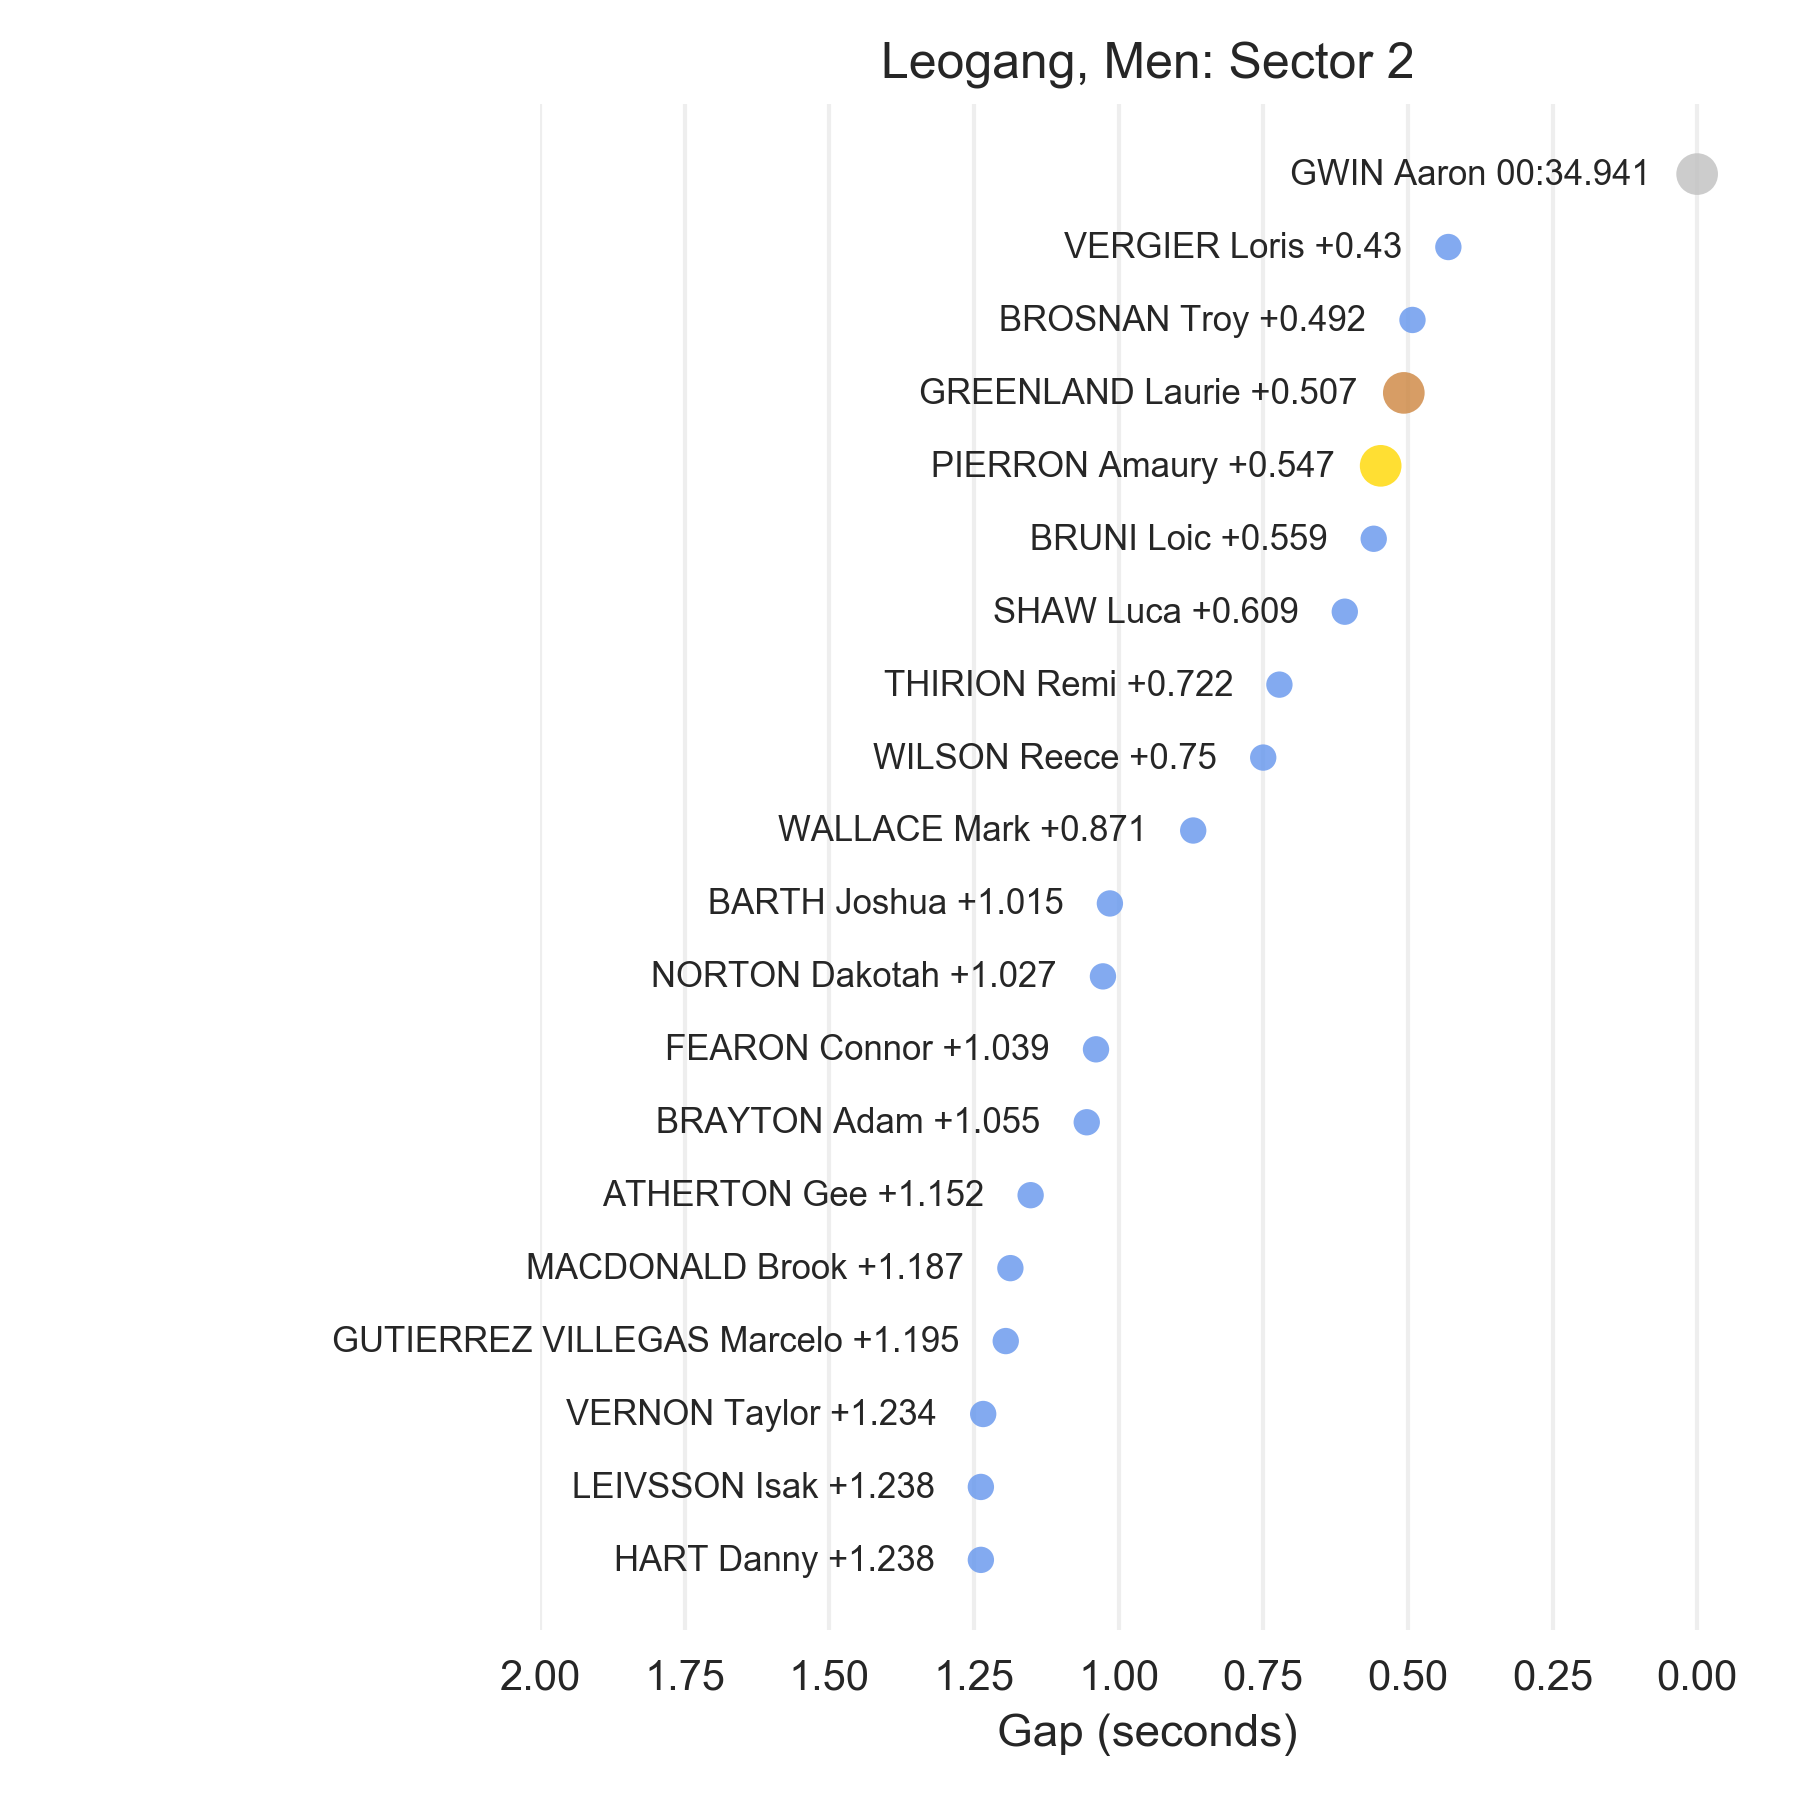 Leogang, Men: Sector 2
GWIN Aaron 00:34.941
VERGIER Loris +0.43
BROSNAN Troy +0.492
GREENLAND Laurie +0.507
PIERRON Amaury +0.547
BRUNI Loic +0.559
SHAW Luca +0.609
THIRION Remi +0.722
WILSON Reece +0.75
WALLACE Mark +0.871
BARTH Joshua +1.015
NORTON Dakotah +1.027
FEARON Connor +1.039
BRAYTON Adam +1.055
ATHERTON Gee +1.152
MACDONALD Brook +1.187
GUTIERREZ VILLEGAS Marcelo +1.195
VERNON Taylor +1.234
LEIVSSON Isak +1.238
HART Danny +1.238
2.00 1.75 1.50 1.25 1.00 0.75 0.50 0.25 0.00
Gap (seconds)